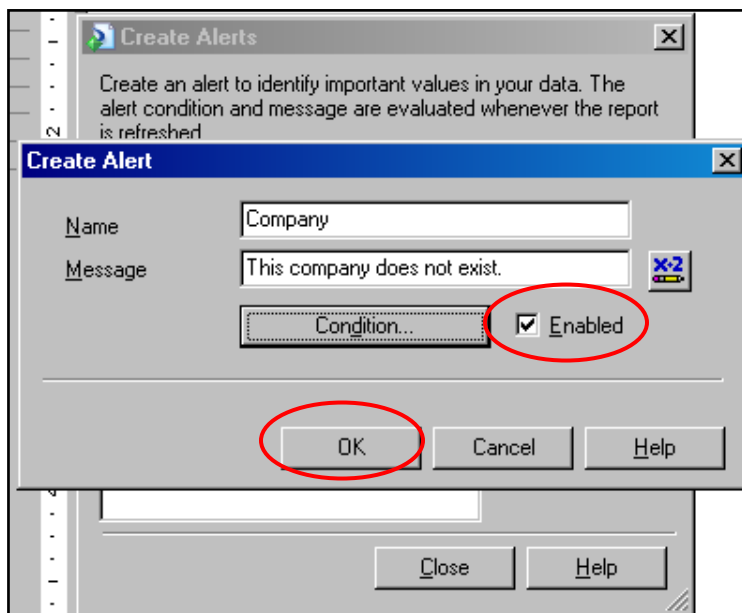 Create Alerts
Create an alert to identify important values in your data. The
alert condition and message are evaluated whenever the report
is refreshed
Create Alert
Name
Company
Message
This company does not exist.
X+2
Condition...
Enabled
OK
Cancel
Help
Close
Help